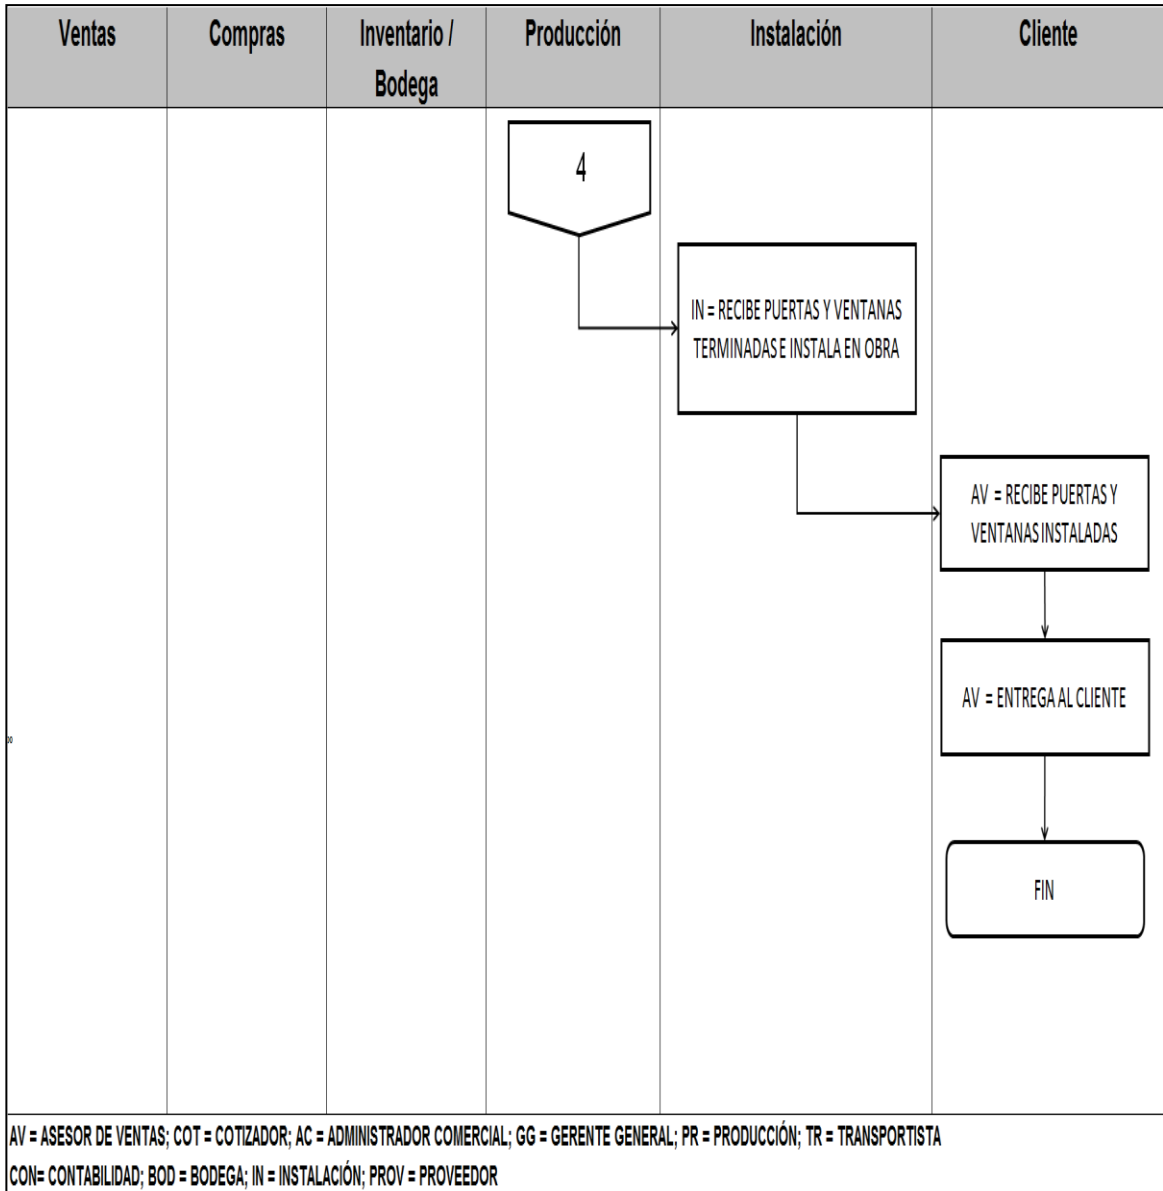 Ventas
Compras
Inventario /
Bodega
Producción
Instalación
Cliente
4
IN = RECIBE PUERTAS Y VENTANAS
TERMINADAS E INSTALA EN OBRA
AV = RECIBE PUERTAS Y
VENTANAS INSTALADAS
AV = ENTREGA AL CLIENTE
FIN
AV = ASESOR DE VENTAS; COT = COTIZADOR; AC = ADMINISTRADOR COMERCIAL; GG = GERENTE GENERAL; PR = PRODUCCIÓN; TR = TRANSPORTISTA
CON= CONTABILIDAD; BOD = BODEGA; IN = INSTALACIÓN; PROV = PROVEEDOR